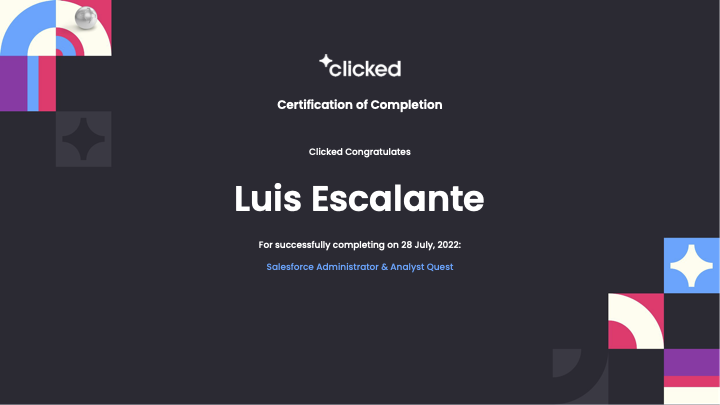 clicked
Certification of Completion
Clicked Congratulates
Luis Escalante
For successfully completing on 28 July, 2022:
Salesforce Administrator & Analyst Quest